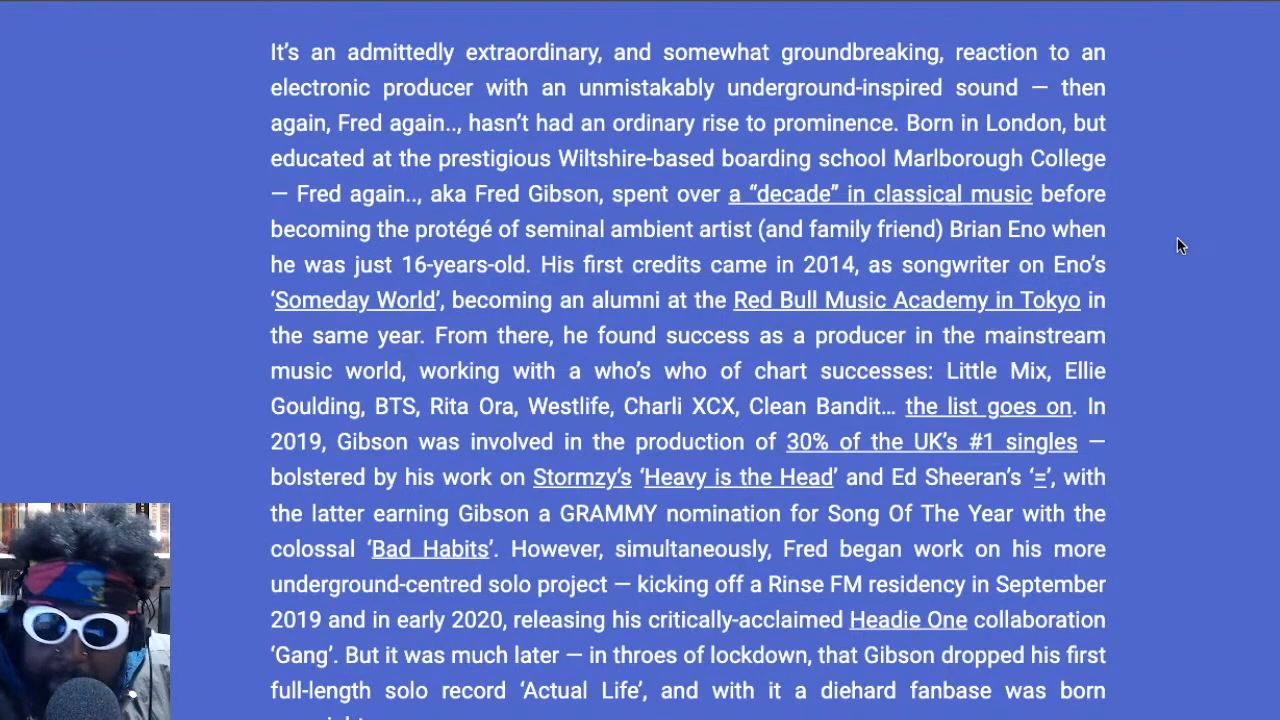 It’s an admittedly extraordinary, and somewhat groundbreaking, reaction to an
electronic producer with an unmistakably underground-inspired sound — then
again, Fred again.., hasn’t had an ordinary rise to prominence. Born in London, but
educated at the prestigious Wiltshire-based boarding school Marlborough College
— Fred again.., aka Fred Gibson, spent over a “decade” in classical music before
becoming the protégé of seminal ambient artist (and family friend) Brian Eno when
he was just 16-years-old. His first credits came in 2014, as songwriter on Eno’s
‘Someday World’, becoming an alumni at the Red Bull Music Academy in Tokyo in
the same year. From there, he found success as a producer in the mainstream
music world, working with a who’s who of chart successes: Little Mix, Ellie
Goulding, BTS, Rita Ora, Westlife, Charli XCX, Clean Bandit… the list goes on. In
2019, Gibson was involved in the production of 30% of the UK’s #1 singles —
bolstered by his work on Stormzy’s ‘Heavy is the Head’ and Ed Sheeran’s ‘=’, with
the latter earning Gibson a GRAMMY nomination for Song Of The Year with the
colossal ‘Bad Habits’. However, simultaneously, Fred began work on his more
underground-centred solo project — kicking off a Rinse FM residency in September
2019 and in early 2020, releasing his critically-acclaimed Headie One collaboration
‘Gang’. But it was much later — in throes of lockdown, that Gibson dropped his first
full-length solo record ‘Actual Life’, and with it a diehard fanbase was born